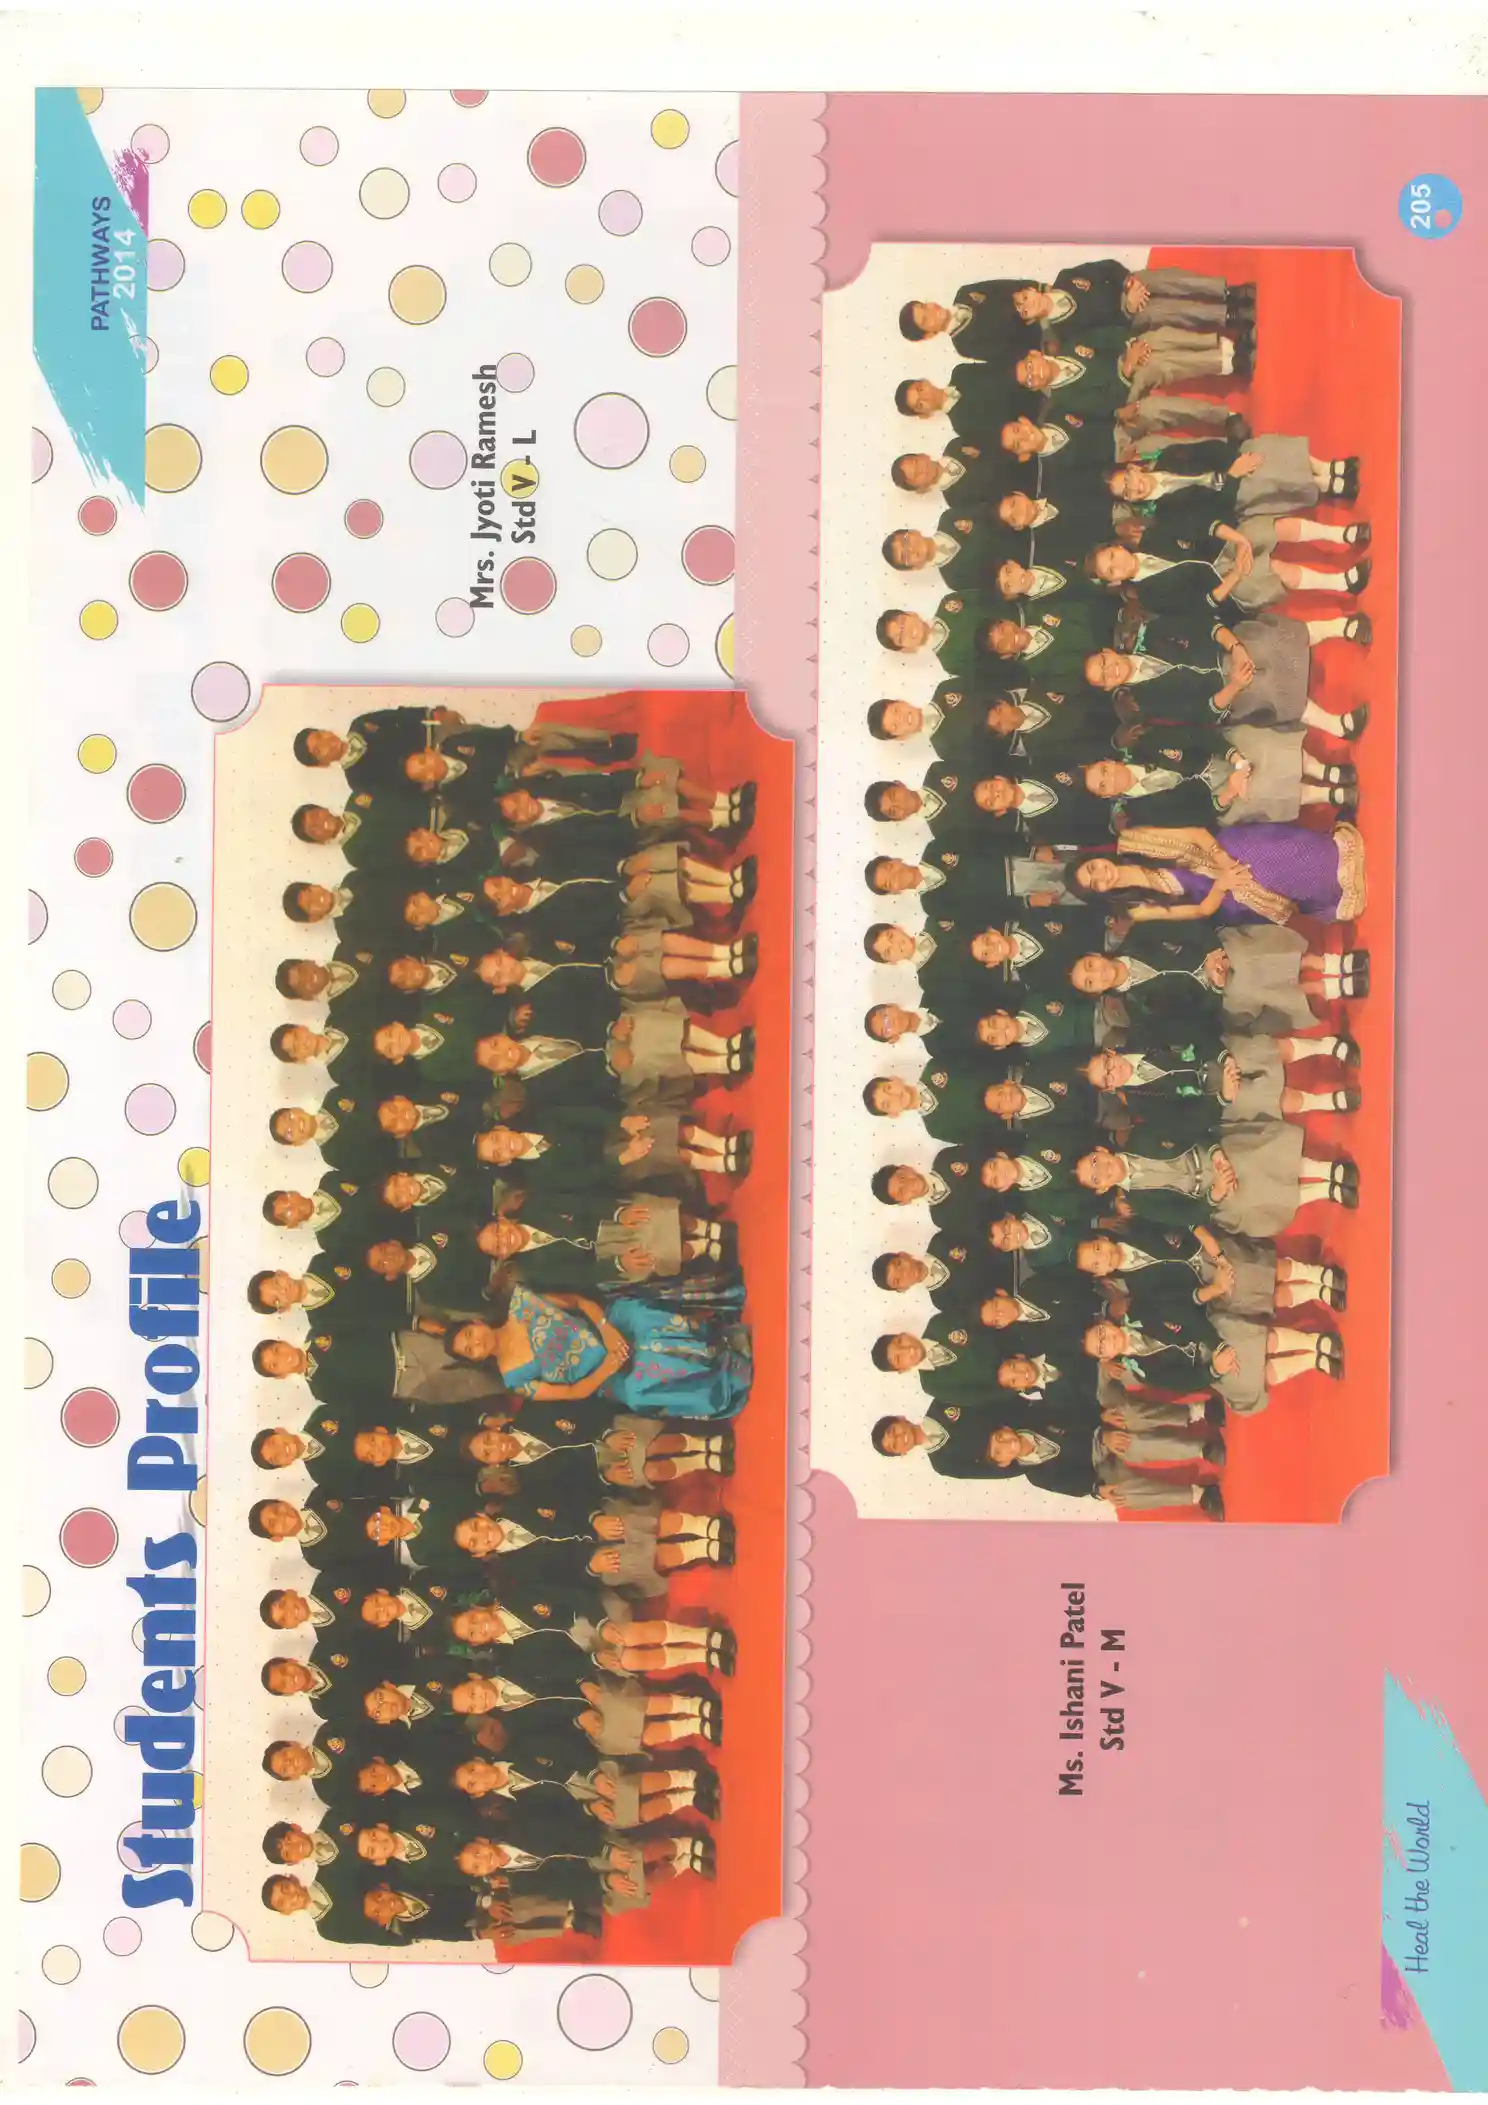 PATHWAYS
2014
Students Profile
Mrs. Jyoti Ramesh
Std V - L
Ms. Ishani Patel
Std V - M
Heal the World
205